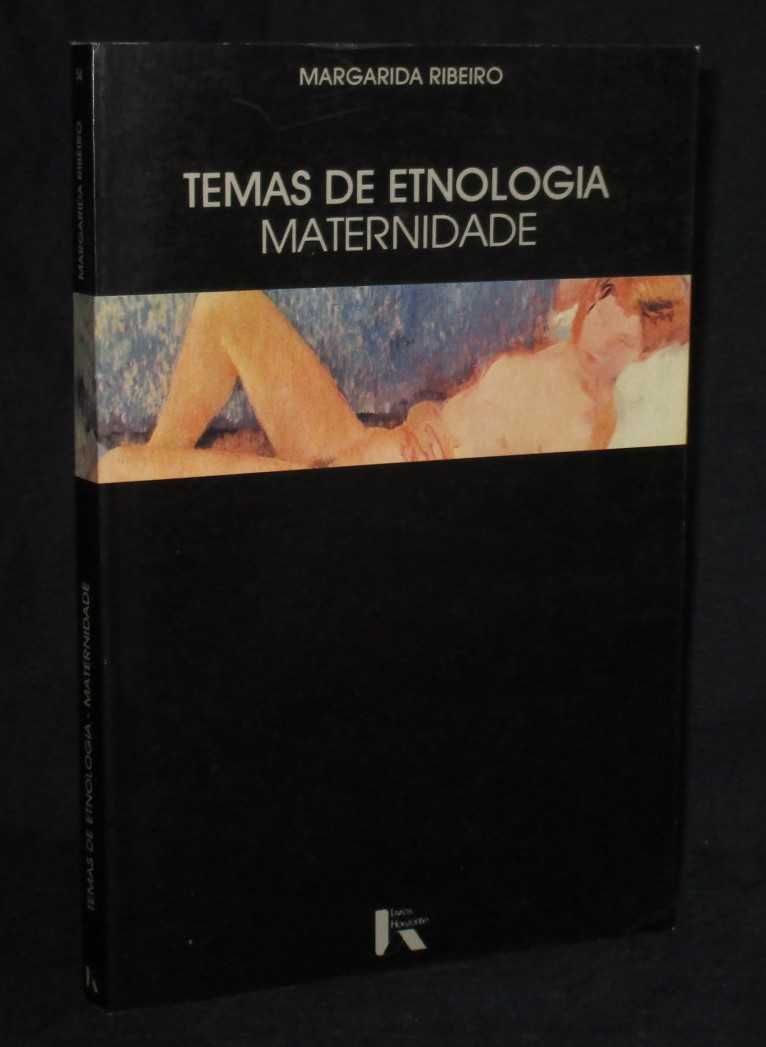 MARGARIDA RIBEIRO
TEMAS DE ETNOLOGIA
MATERNIDADE
Livros
Horizonte
MARGARIDA RIBEIRO
TEMAS DE ETNOLOGIA - MATERNIDADE